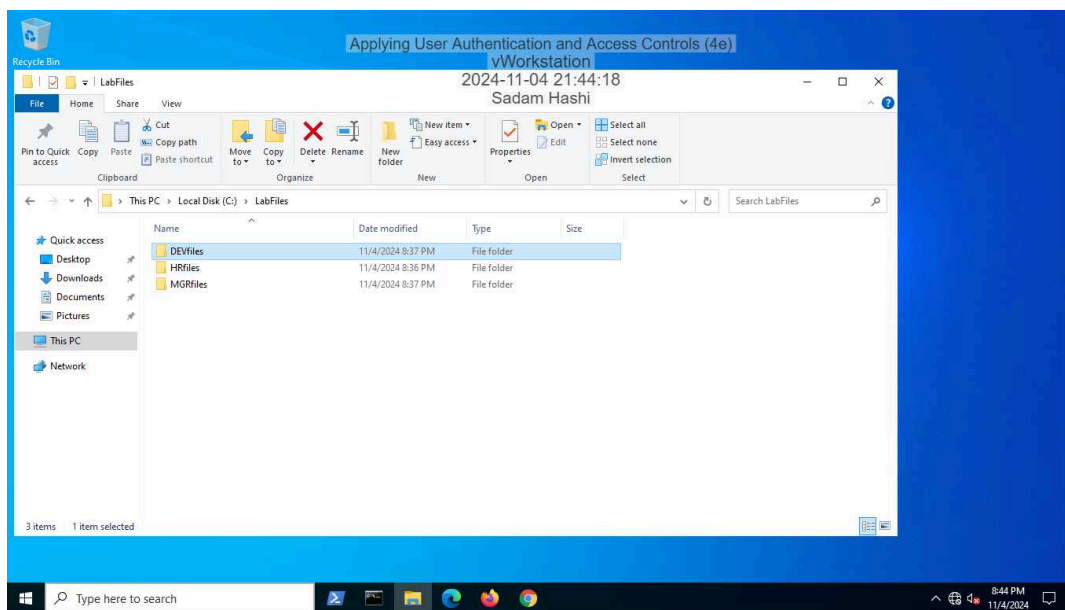 Recycle Bin
Applying User Authentication and Access Controls (4e)
vWorkstation
2024-11-04 21:44:18
Sadam Hashi
LabFiles
File Home Share View
Pin to Quick access
Copy
Paste
Cut
Copy path
Paste shortcut
Clipboard
Move to
Copy to
Delete
Rename
Organize
New folder
New item
Easy access
New
Properties
Open
Edit
Open
Select all
Select none
Invert selection
Select
This PC > Local Disk (C:) > LabFiles
Search LabFiles
Quick access
Desktop
Downloads
Documents
Pictures
This PC
Network
Name Date modified Type Size
DEVfiles 11/4/2024 8:37 PM File folder
HRfiles 11/4/2024 8:36 PM File folder
MGRfiles 11/4/2024 8:37 PM File folder
3 items 1 item selected
Type here to search
8:44 PM
11/4/2024